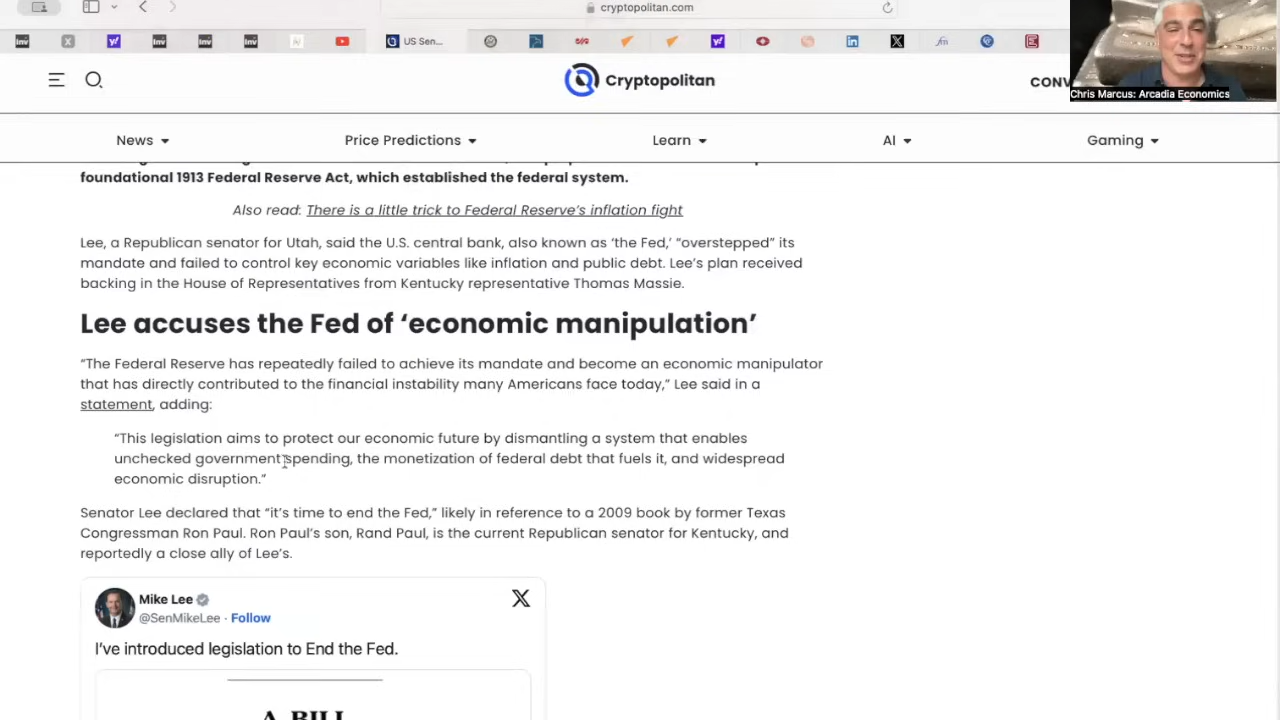 cryptopolitan.com
US Sen...
Cryptopolitan
CONV
Chris Marcus: Arcadia Economics
News
Price Predictions
Learn
AI
Gaming
foundational 1913 Federal Reserve Act, which established the federal system.
Also read: There is a little trick to Federal Reserve’s inflation fight
Lee, a Republican senator for Utah, said the U.S. central bank, also known as ‘the Fed,’ “overstepped” its
mandate and failed to control key economic variables like inflation and public debt. Lee’s plan received
backing in the House of Representatives from Kentucky representative Thomas Massie.
Lee accuses the Fed of ‘economic manipulation’
“The Federal Reserve has repeatedly failed to achieve its mandate and become an economic manipulator
that has directly contributed to the financial instability many Americans face today,” Lee said in a
statement, adding:
“This legislation aims to protect our economic future by dismantling a system that enables
unchecked government spending, the monetization of federal debt that fuels it, and widespread
economic disruption.”
Senator Lee declared that “it’s time to end the Fed,” likely in reference to a 2009 book by former Texas
Congressman Ron Paul. Ron Paul’s son, Rand Paul, is the current Republican senator for Kentucky, and
reportedly a close ally of Lee’s.
Mike Lee
@SenMikeLee · Follow
I’ve introduced legislation to End the Fed.
A BILL